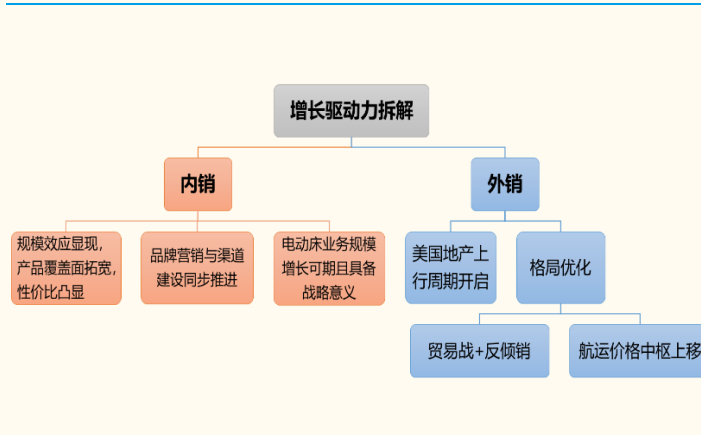 增长驱动力拆解
内销
外销
规模效应显现，
产品覆盖面拓宽，
性价比凸显
品牌营销与渠道
建设同步推进
电动床业务规模
增长可期且具备
战略意义
美国地产上
行周期开启
格局优化
贸易战+反倾销
航运价格中枢上移